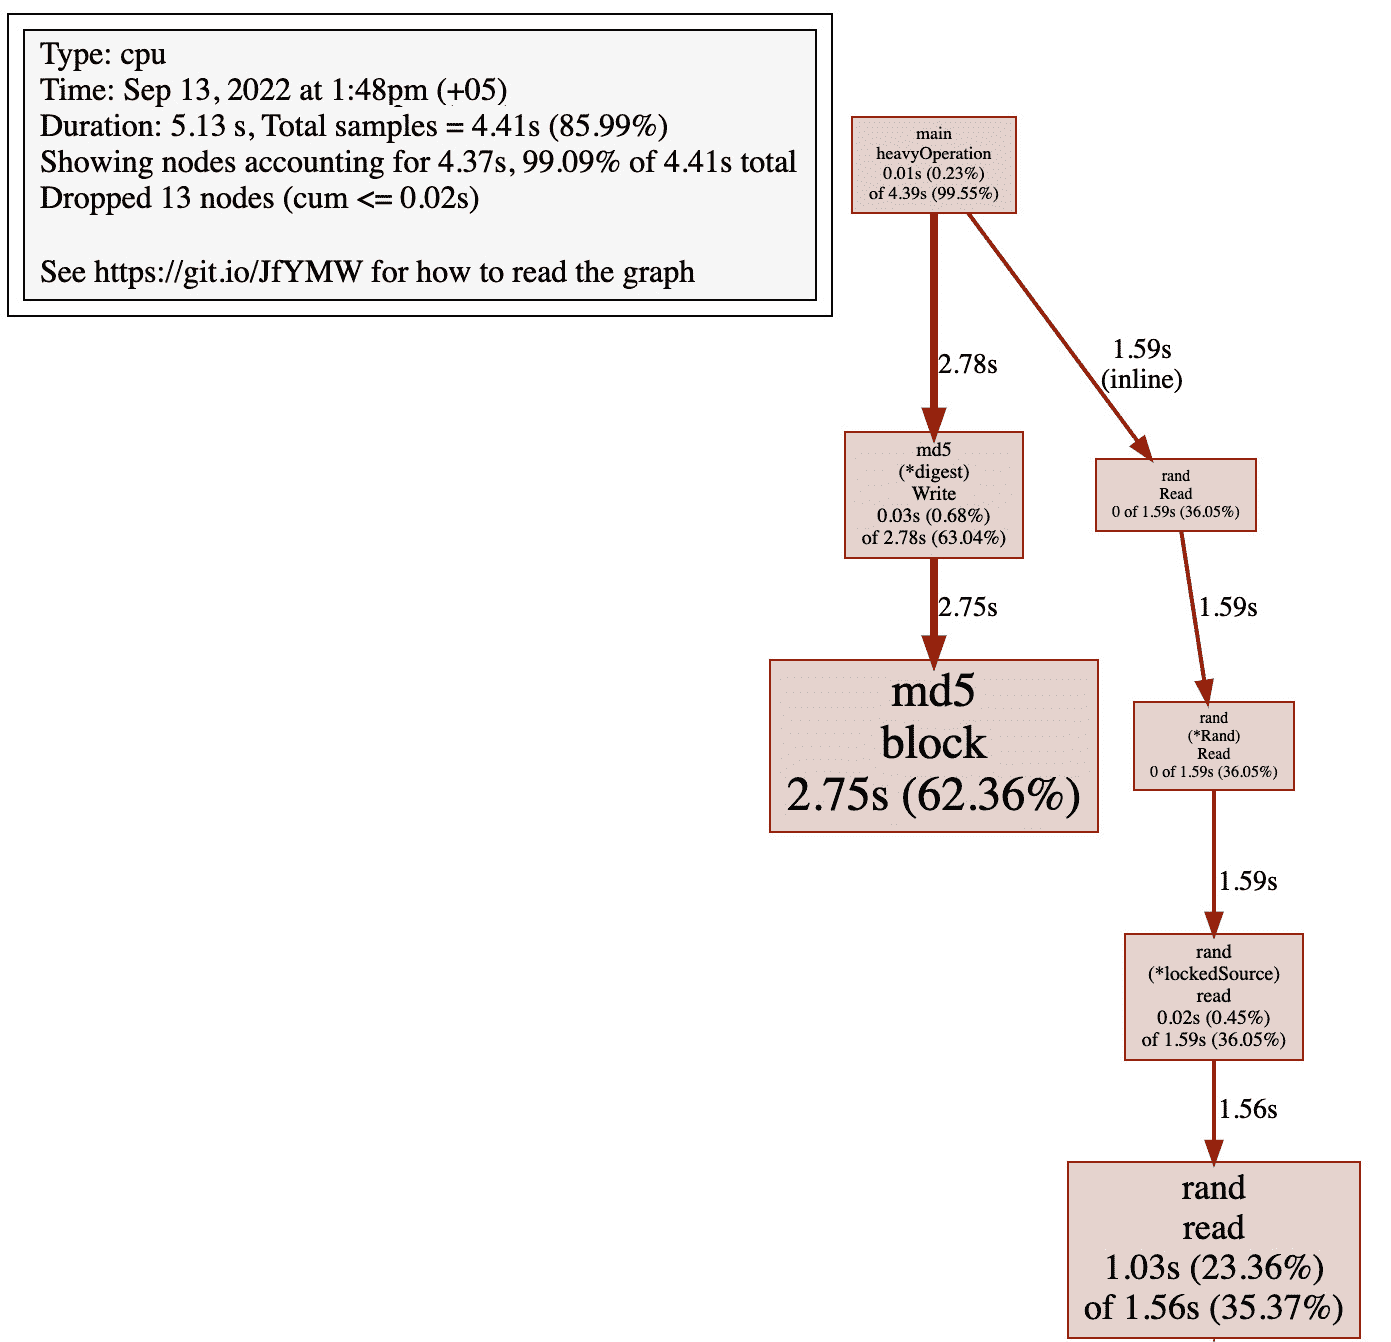 Type: cpu
Time: Sep 13, 2022 at 1:48pm (+05)
Duration: 5.13 s, Total samples = 4.41s (85.99%)
Showing nodes accounting for 4.37s, 99.09% of 4.41s total
Dropped 13 nodes (cum <= 0.02s)
See https://git.io/JfYMW for how to read the graph
main
heavyOperation
0.01s (0.23%)
of 4.39s (99.55%)
2.78s
1.59s
(inline)
md5
(*digest)
Write
0.03s (0.68%)
of 2.78s (63.04%)
rand
Read
0 of 1.59s (36.05%)
2.75s
1.59s
md5
block
2.75s (62.36%)
rand
(*Rand)
Read
0 of 1.59s (36.05%)
1.59s
rand
(*lockedSource)
read
0.02s (0.45%)
of 1.59s (36.05%)
1.56s
rand
read
1.03s (23.36%)
of 1.56s (35.37%)